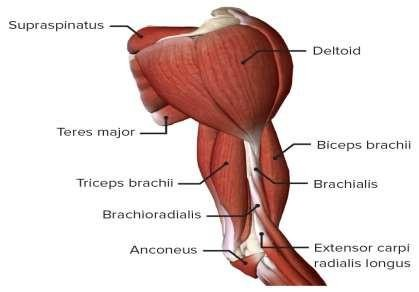 Supraspinatus
Deltoid
Teres major
Biceps brachii
Triceps brachii
Brachialis
Brachioradialis
Anconeus
Extensor carpi
radialis longus